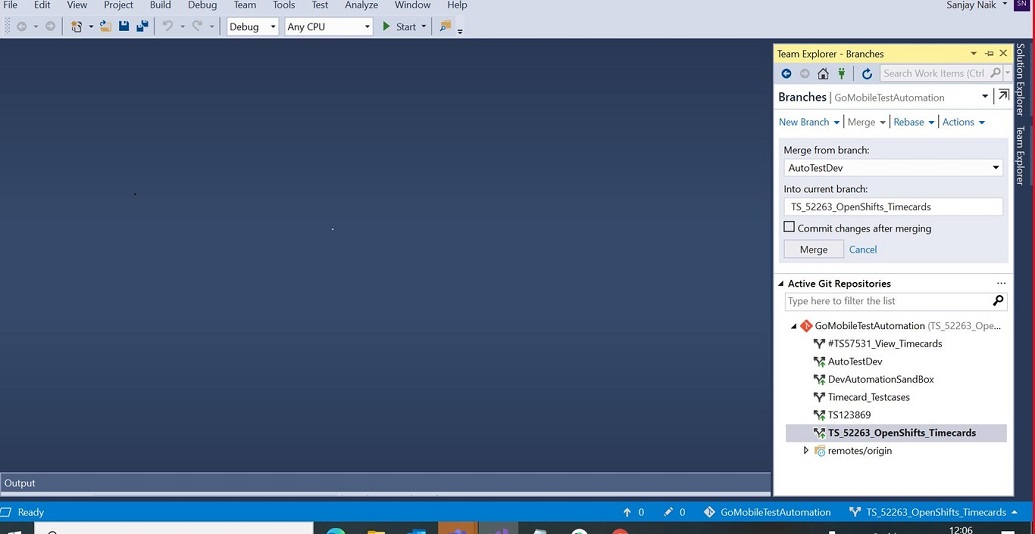 File Edit View Project Build Debug Team Tools Test Analyze Window Help Sanjay Naik SN
Debug Any CPU Start
Team Explorer - Branches
Search Work Items (Ctrl
Branches | GoMobileTestAutomation
New Branch | Merge | Rebase | Actions
Merge from branch:
AutoTestDev
Into current branch:
TS_52263_OpenShifts_Timecards
Commit changes after merging
Merge Cancel
Active Git Repositories ...
Type here to filter the list
GoMobileTestAutomation (TS_52263_Ope...
#TS57531_View_Timecards
AutoTestDev
DevAutomationSandBox
Timecard_Testcases
TS123869
TS_52263_OpenShifts_Timecards
remotes/origin
Solution Explorer
Team Explorer
Output
Ready 0 0 GoMobileTestAutomation TS_52263_OpenShifts_Timecards
12:06